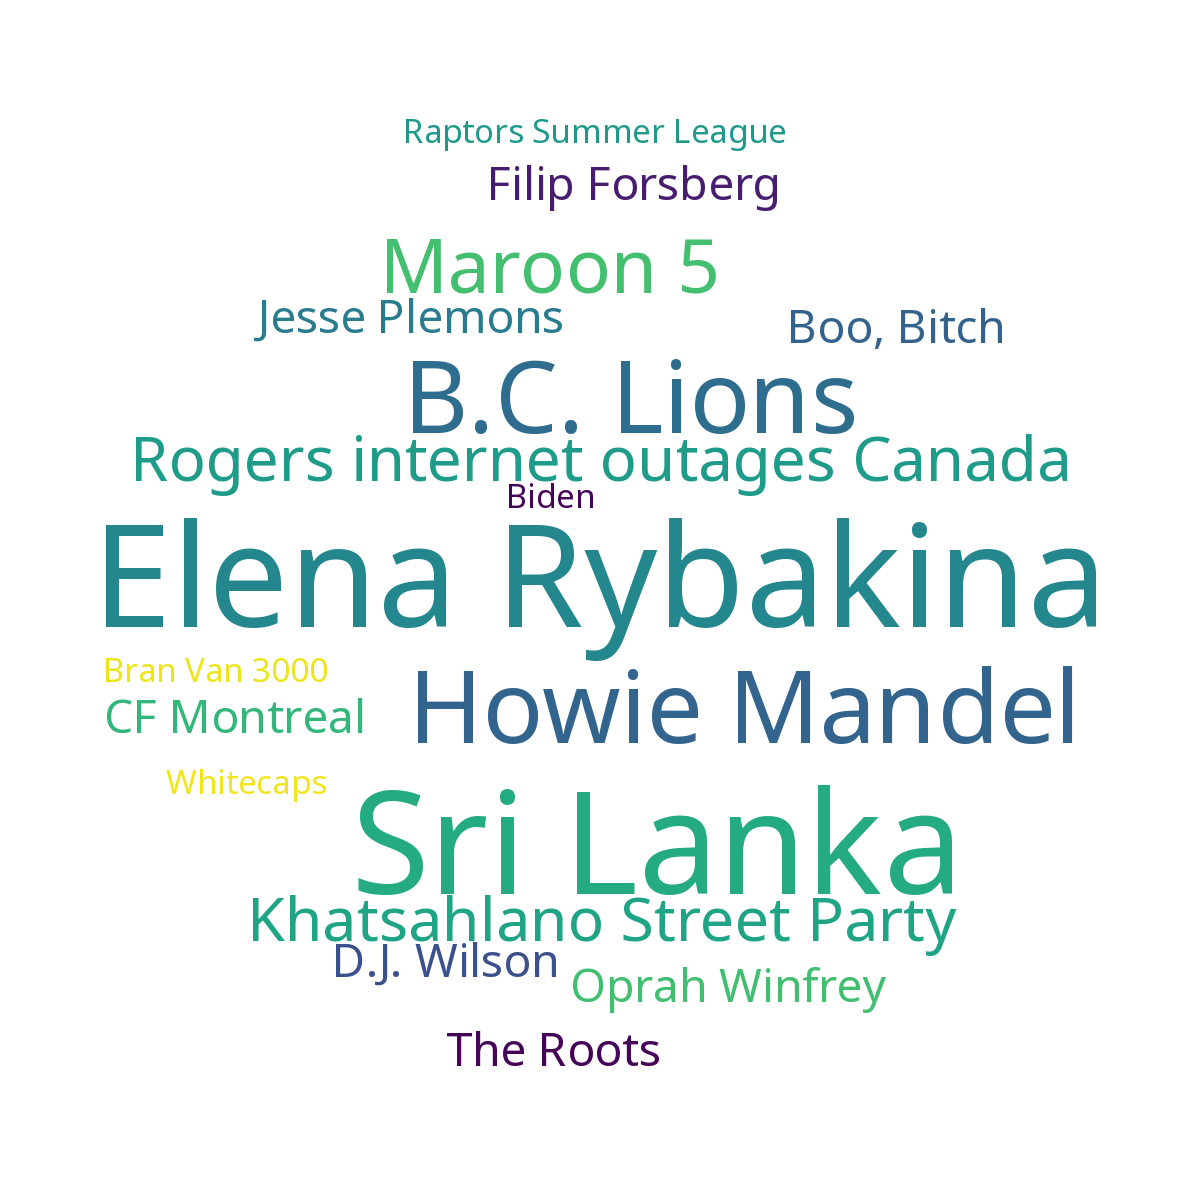 Raptors Summer League
Filip Forsberg
Maroon 5
Jesse Plemons
Boo, Bitch
B.C. Lions
Rogers internet outages Canada
Biden
Elena Rybakina
Bran Van 3000
CF Montreal
Howie Mandel
Whitecaps
Sri Lanka
Khatsahlano Street Party
D.J. Wilson
Oprah Winfrey
The Roots